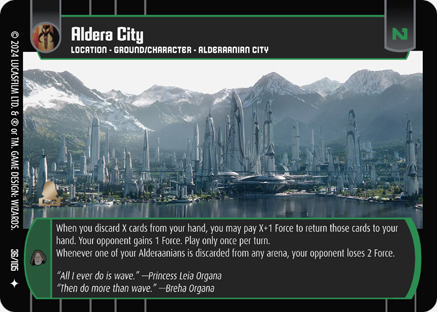 Aldera City
LOCATION - GROUND/CHARACTER - ALDERAANIAN CITY
N
© 2024 LUCASFILM LTD. & ® or TM. GAME DESIGN: WIZARDS.
When you discard X cards from your hand, you may pay X+1 Force to return those cards to your
hand. Your opponent gains 1 Force. Play only once per turn.
Whenever one of your Alderaanians is discarded from any arena, your opponent loses 2 Force.
"All I ever do is wave." —Princess Leia Organa
"Then do more than wave." —Breha Organa